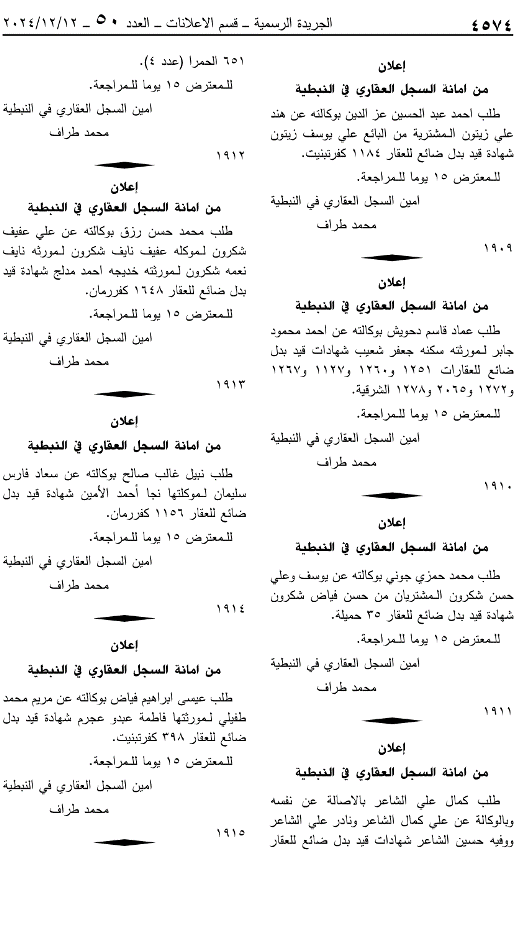 ٤٥٧٤
الجريدة الرسمية ـ قسم الاعلانات ـ العدد ٥٠ ـ ٢٠٢٤/١٢/١٢
إعلان
من امانة السجل العقاري في النبطية
طلب احمد عبد الحسين عز الدين بوكالته عن هند
علي زيتون المشترية من البائع علي يوسف زيتون
شهادة قيد بدل ضائع للعقار ١١٨٤ كفرتبنيت.
للمعترض ١٥ يوما للمراجعة.
امين السجل العقاري في النبطية
محمد طراف
١٩٠٩
إعلان
من امانة السجل العقاري في النبطية
طلب عماد قاسم دحويش بوكالته عن احمد محمود
جابر لمورثته سكنه جعفر شعيب شهادات قيد بدل
ضائع للعقارات ١٢٥١ و١٢٦٠ و١١٢٧ و١٢٦٧
و١٢٧٢ و٢٠٦٥ و١٢٧٨ الشرقية.
للمعترض ١٥ يوما للمراجعة.
امين السجل العقاري في النبطية
محمد طراف
١٩١٠
إعلان
من امانة السجل العقاري في النبطية
طلب محمد حمزي جوني بوكالته عن يوسف وعلي
حسن شكرون المشتريان من حسن فياض شكرون
شهادة قيد بدل ضائع للعقار ٣٥ حميلة.
للمعترض ١٥ يوما للمراجعة.
امين السجل العقاري في النبطية
محمد طراف
١٩١١
إعلان
من امانة السجل العقاري في النبطية
طلب كمال علي الشاعر بالاصالة عن نفسه
وبالوكالة عن علي كمال الشاعر ونادر علي الشاعر
ووفيه حسين الشاعر شهادات قيد بدل ضائع للعقار
٦٥١ الحمرا (عدد ٤).
للمعترض ١٥ يوما للمراجعة.
امين السجل العقاري في النبطية
محمد طراف
١٩١٢
إعلان
من امانة السجل العقاري في النبطية
طلب محمد حسن رزق بوكالته عن علي عفيف
شكرون لموكله عفيف نايف شكرون لمورثه نايف
نعمه شكرون لمورثته خديجه احمد مدلج شهادة قيد
بدل ضائع للعقار ١٦٤٨ كفررمان.
للمعترض ١٥ يوما للمراجعة.
امين السجل العقاري في النبطية
محمد طراف
١٩١٣
إعلان
من امانة السجل العقاري في النبطية
طلب نبيل غالب صالح بوكالته عن سعاد فارس
سليمان لموكلتها نجا أحمد الأمين شهادة قيد بدل
ضائع للعقار ١١٥٦ كفررمان.
للمعترض ١٥ يوما للمراجعة.
امين السجل العقاري في النبطية
محمد طراف
١٩١٤
إعلان
من امانة السجل العقاري في النبطية
طلب عيسى ابراهيم فياض بوكالته عن مريم محمد
طفيلي لمورثتها فاطمة عبدو عجرم شهادة قيد بدل
ضائع للعقار ٣٩٨ كفرتبنيت.
للمعترض ١٥ يوما للمراجعة.
امين السجل العقاري في النبطية
محمد طراف
١٩١٥